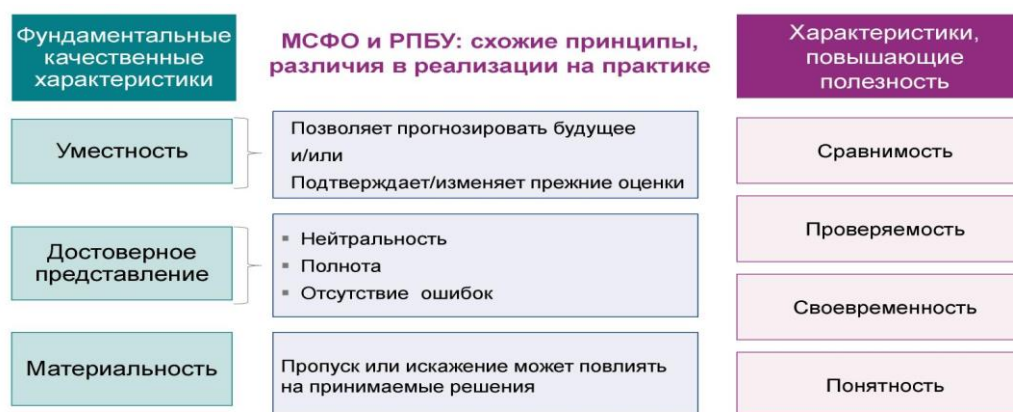 Фундаментальные
качественные
характеристики
МСФО и РПБУ: схожие принципы,
различия в реализации на практике
Характеристики,
повышающие
полезность
Уместность
Позволяет прогнозировать будущее
и/или
Подтверждает/изменяет прежние оценки
Сравнимость
Достоверное
представление
▪ Нейтральность
▪ Полнота
▪ Отсутствие ошибок
Проверяемость
Своевременность
Материальность
Пропуск или искажение может повлиять
на принимаемые решения
Понятность